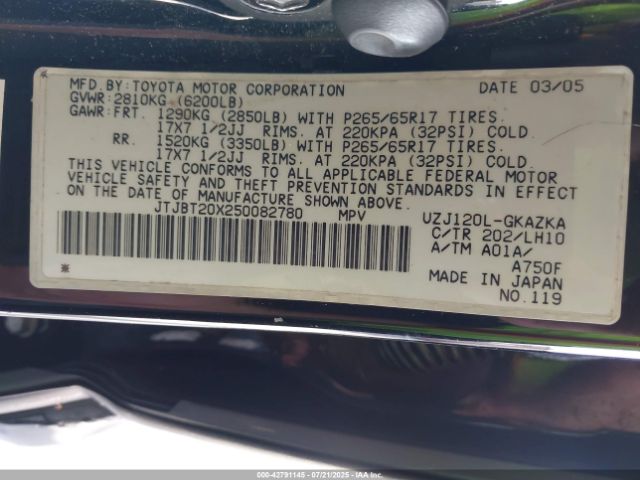 MFD.BY:TOYOTA MOTOR CORPORATION DATE 03/05
GVWR:2810KG (6200LB)
GAWR:FRT. 1290KG (2850LB) WITH P265/65R17 TIRES.
17X7 1/2JJ RIMS. AT 220KPA (32PSI) COLD.
RR. 1520KG (3350LB) WITH P265/65R17 TIRES.
17X7 1/2JJ RIMS. AT 220KPA (32PSI) COLD.
THIS VEHICLE CONFORMS TO ALL APPLICABLE FEDERAL MOTOR
VEHICLE SAFETY AND THEFT PREVENTION STANDARDS IN EFFECT
ON THE DATE OF MANUFACTURE SHOWN ABOVE.
JTJBT20X250082780 MPV UZJ120L-GKAZKA
C/TR 202/LH10
A/TM A01A/
A750F
MADE IN JAPAN
NO.119
000-42791145 - 07/21/2025 - IAA Inc.